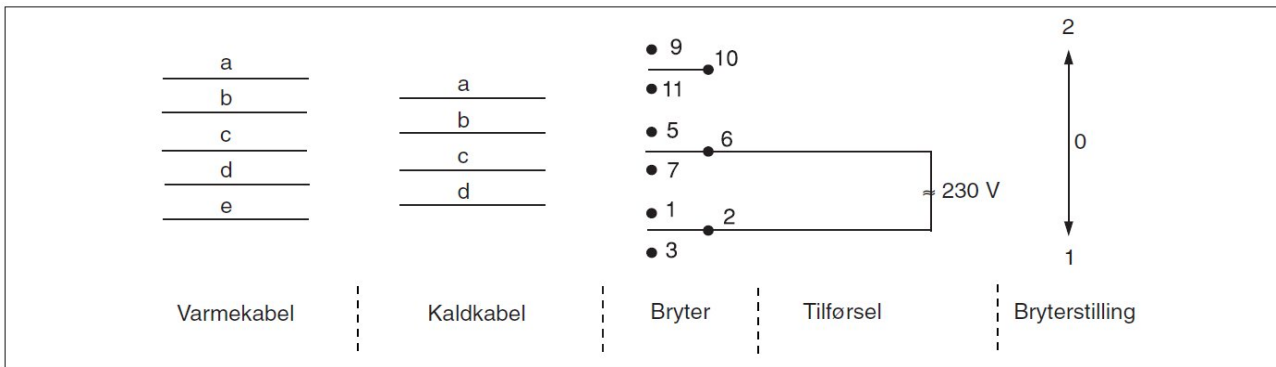 a
b
c
d
e
Varmekabel
a
b
c
d
Kaldkabel
9
10
11
5
6
7
1
2
3
Bryter
≈ 230 V
Tilførsel
2
0
1
Bryterstilling